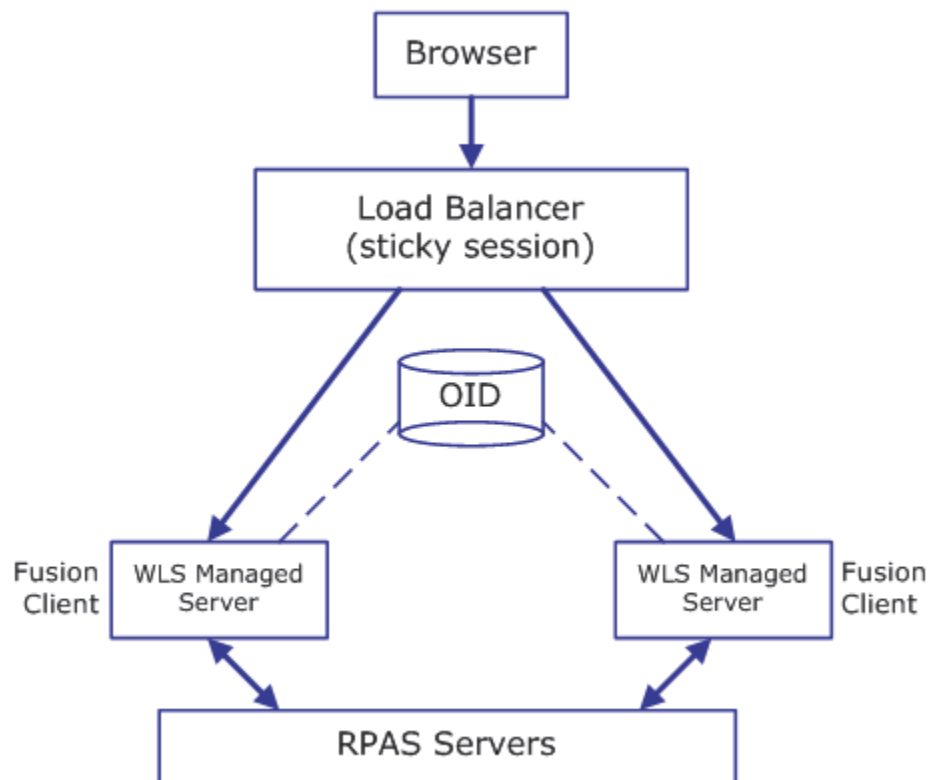 Browser
Load Balancer
(sticky session)
OID
Fusion
Client
WLS Managed
Server
WLS Managed
Server
Fusion
Client
RPAS Servers